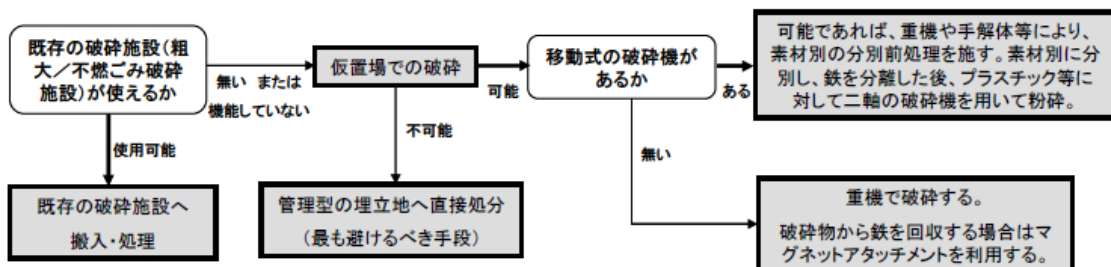 既存の破砕施設（粗
大／不燃ごみ破砕
施設）が使えるか
無い または
機能していない
仮置場での破砕
可能
移動式の破砕機が
あるか
ある
可能であれば、重機や手解体等により、
素材別の分別前処理を施す。素材別に分
別し、鉄を分離した後、プラスチック等に
対して二軸の破砕機を用いて粉砕。
使用可能
不可能
無い
既存の破砕施設へ
搬入・処理
管理型の埋立地へ直接処分
（最も避けるべき手段）
重機で破砕する。
破砕物から鉄を回収する場合はマ
グネットアタッチメントを利用する。